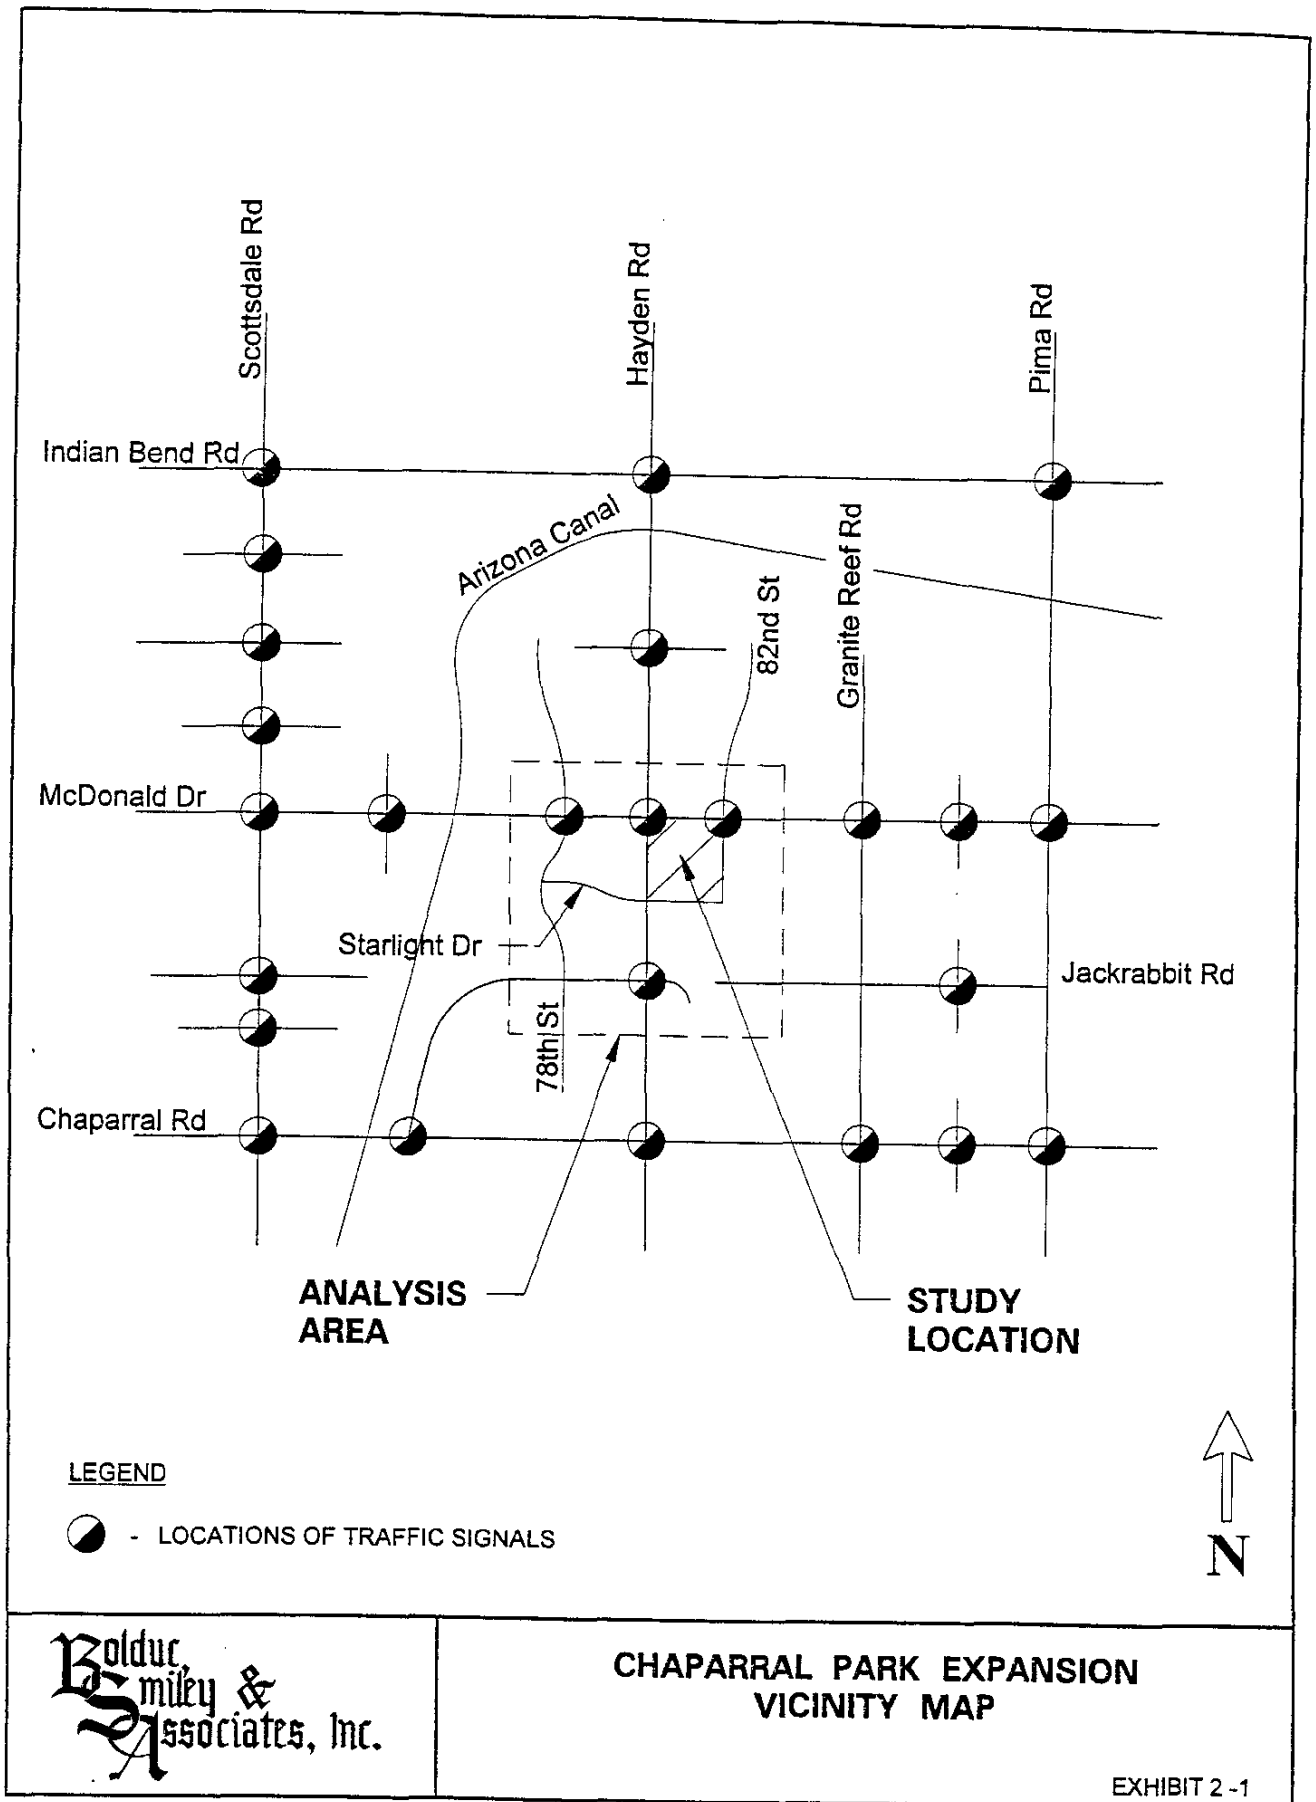 Scottsdale Rd
Hayden Rd
Pima Rd
Indian Bend Rd
Arizona Canal
Granite Reef Rd
82nd St
McDonald Dr
Starlight Dr
Jackrabbit Rd
78th St
Chaparral Rd
ANALYSIS
AREA
STUDY
LOCATION
LEGEND
- LOCATIONS OF TRAFFIC SIGNALS
N
Bolduc,
Smiley &
Associates, Inc.
CHAPARRAL PARK EXPANSION
VICINITY MAP
EXHIBIT 2 -1